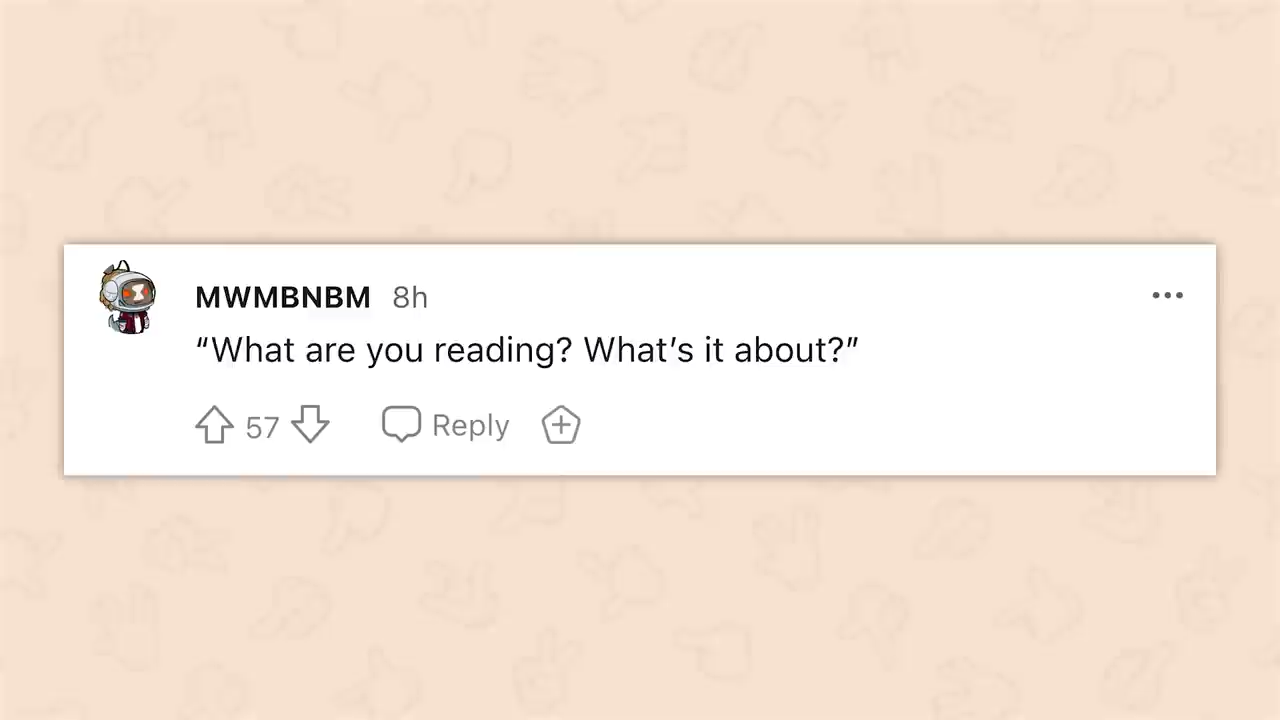 MWMBNBM 8h
“What are you reading? What’s it about?”
57 Reply